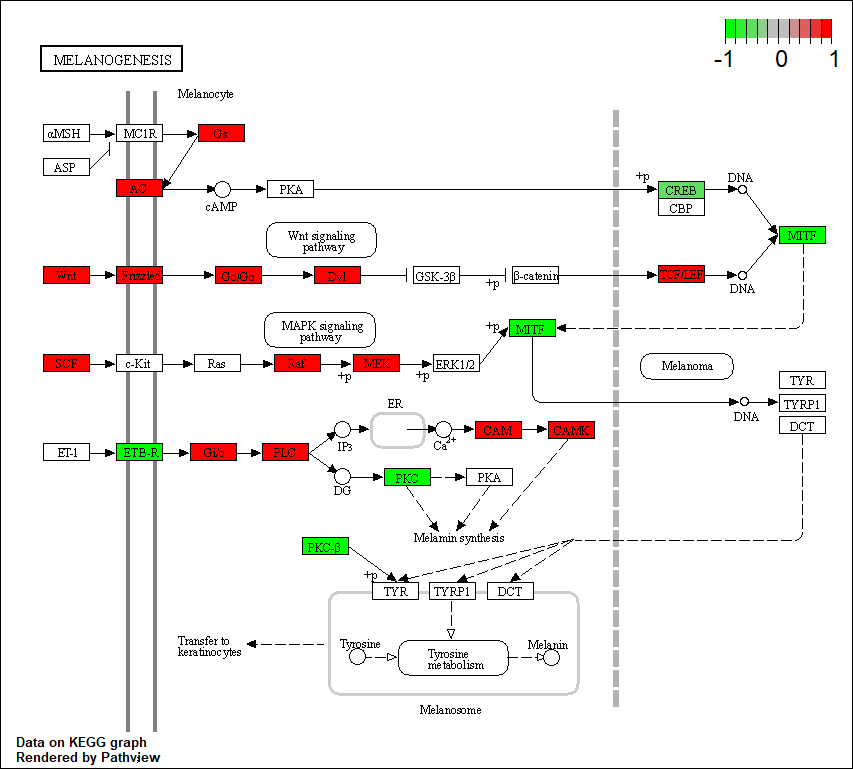 -1 0 1
MELANOGENESIS
Melanocyte
αMSH MC1R Gs
ASP
AC cAMP PKA +p CREB DNA
CBP
MITF
Wnt signaling
pathway
Wnt Frizzled Go/Gq Dvl GSK-3β +p β-catenin TCF/LEF DNA
MAPK signaling
pathway
+p MITF
SCF c-Kit Ras Raf +p MEK +p ERK1/2
Melanoma
TYR
DNA TYRP1
DCT
ER
ET-1 ETB-R Gi/o PLC IP3 Ca2+ CAM CAMK
DG PKC PKA
Melamin synthesis
PKC-β
+p TYR TYRP1 DCT
Transfer to
keratinocytes
Tyrosine Tyrosine
metabolism Melanin
Melanosome
Data on KEGG graph
Rendered by Pathview